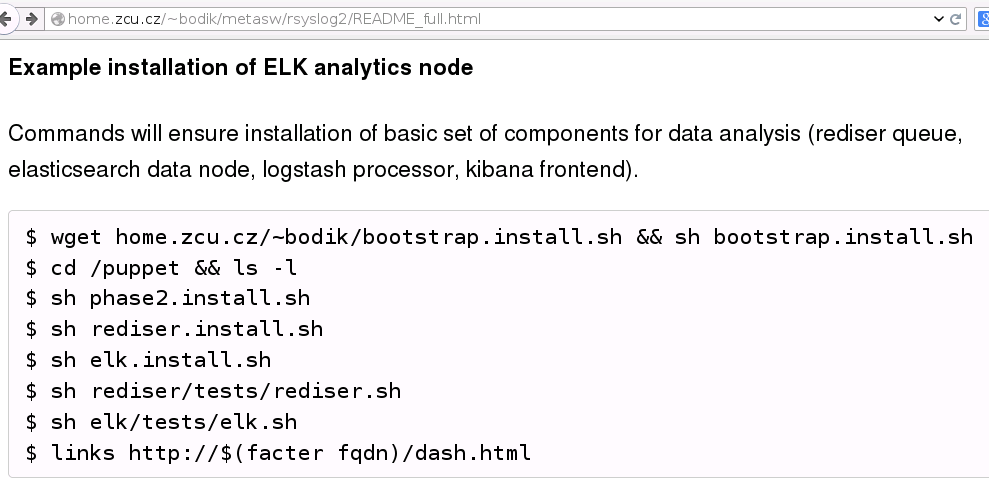 home.zcu.cz/~bodik/metasw/rsyslog2/README_full.html
Example installation of ELK analytics node
Commands will ensure installation of basic set of components for data analysis (rediser queue,
elasticsearch data node, logstash processor, kibana frontend).
$ wget home.zcu.cz/~bodik/bootstrap.install.sh && sh bootstrap.install.sh
$ cd /puppet && ls -l
$ sh phase2.install.sh
$ sh rediser.install.sh
$ sh elk.install.sh
$ sh rediser/tests/rediser.sh
$ sh elk/tests/elk.sh
$ links http://$(facter fqdn)/dash.html